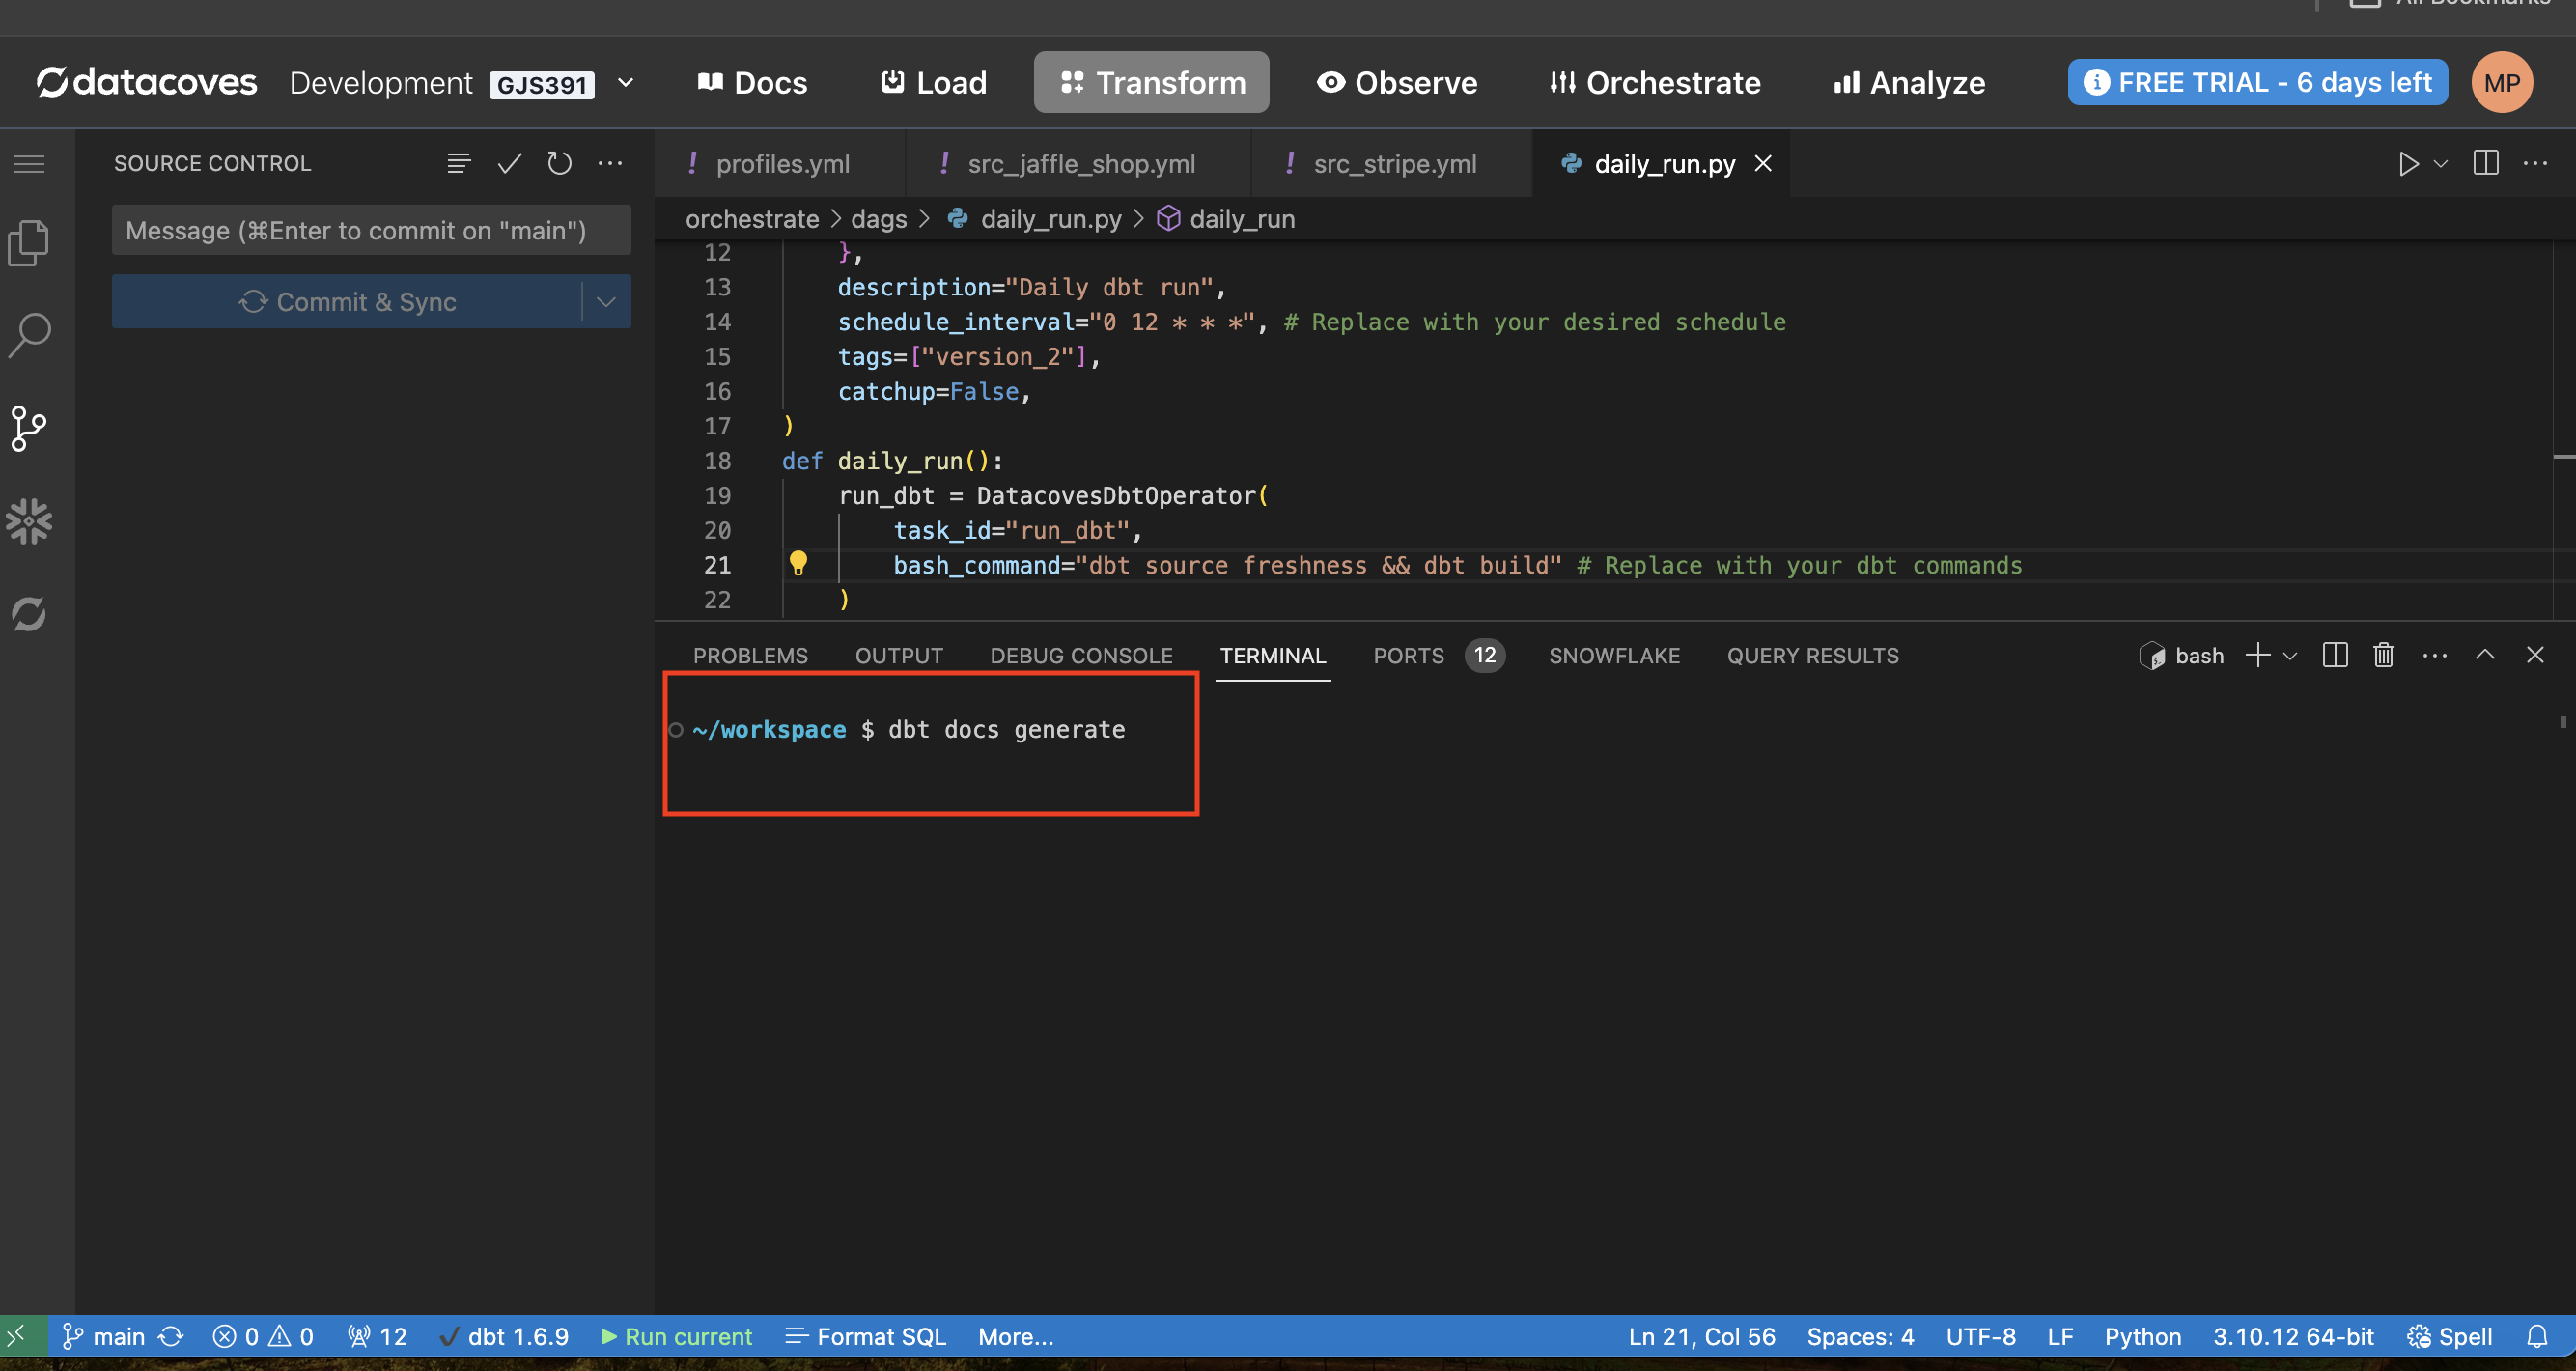 All Bookmarks
datacoves Development GJS391 Docs Load Transform Observe Orchestrate Analyze FREE TRIAL - 6 days left MP
SOURCE CONTROL
Message (⌘Enter to commit on "main")
Commit & Sync
profiles.yml src_jaffle_shop.yml src_stripe.yml daily_run.py
orchestrate > dags > daily_run.py > daily_run
12 },
13 description="Daily dbt run",
14 schedule_interval="0 12 * * *", # Replace with your desired schedule
15 tags=["version_2"],
16 catchup=False,
17 )
18 def daily_run():
19 run_dbt = DatacovesDbtOperator(
20 task_id="run_dbt",
21 bash_command="dbt source freshness && dbt build" # Replace with your dbt commands
22 )
PROBLEMS OUTPUT DEBUG CONSOLE TERMINAL PORTS 12 SNOWFLAKE QUERY RESULTS bash
~/workspace $ dbt docs generate
main 0 0 12 dbt 1.6.9 Run current Format SQL More... Ln 21, Col 56 Spaces: 4 UTF-8 LF Python 3.10.12 64-bit Spell